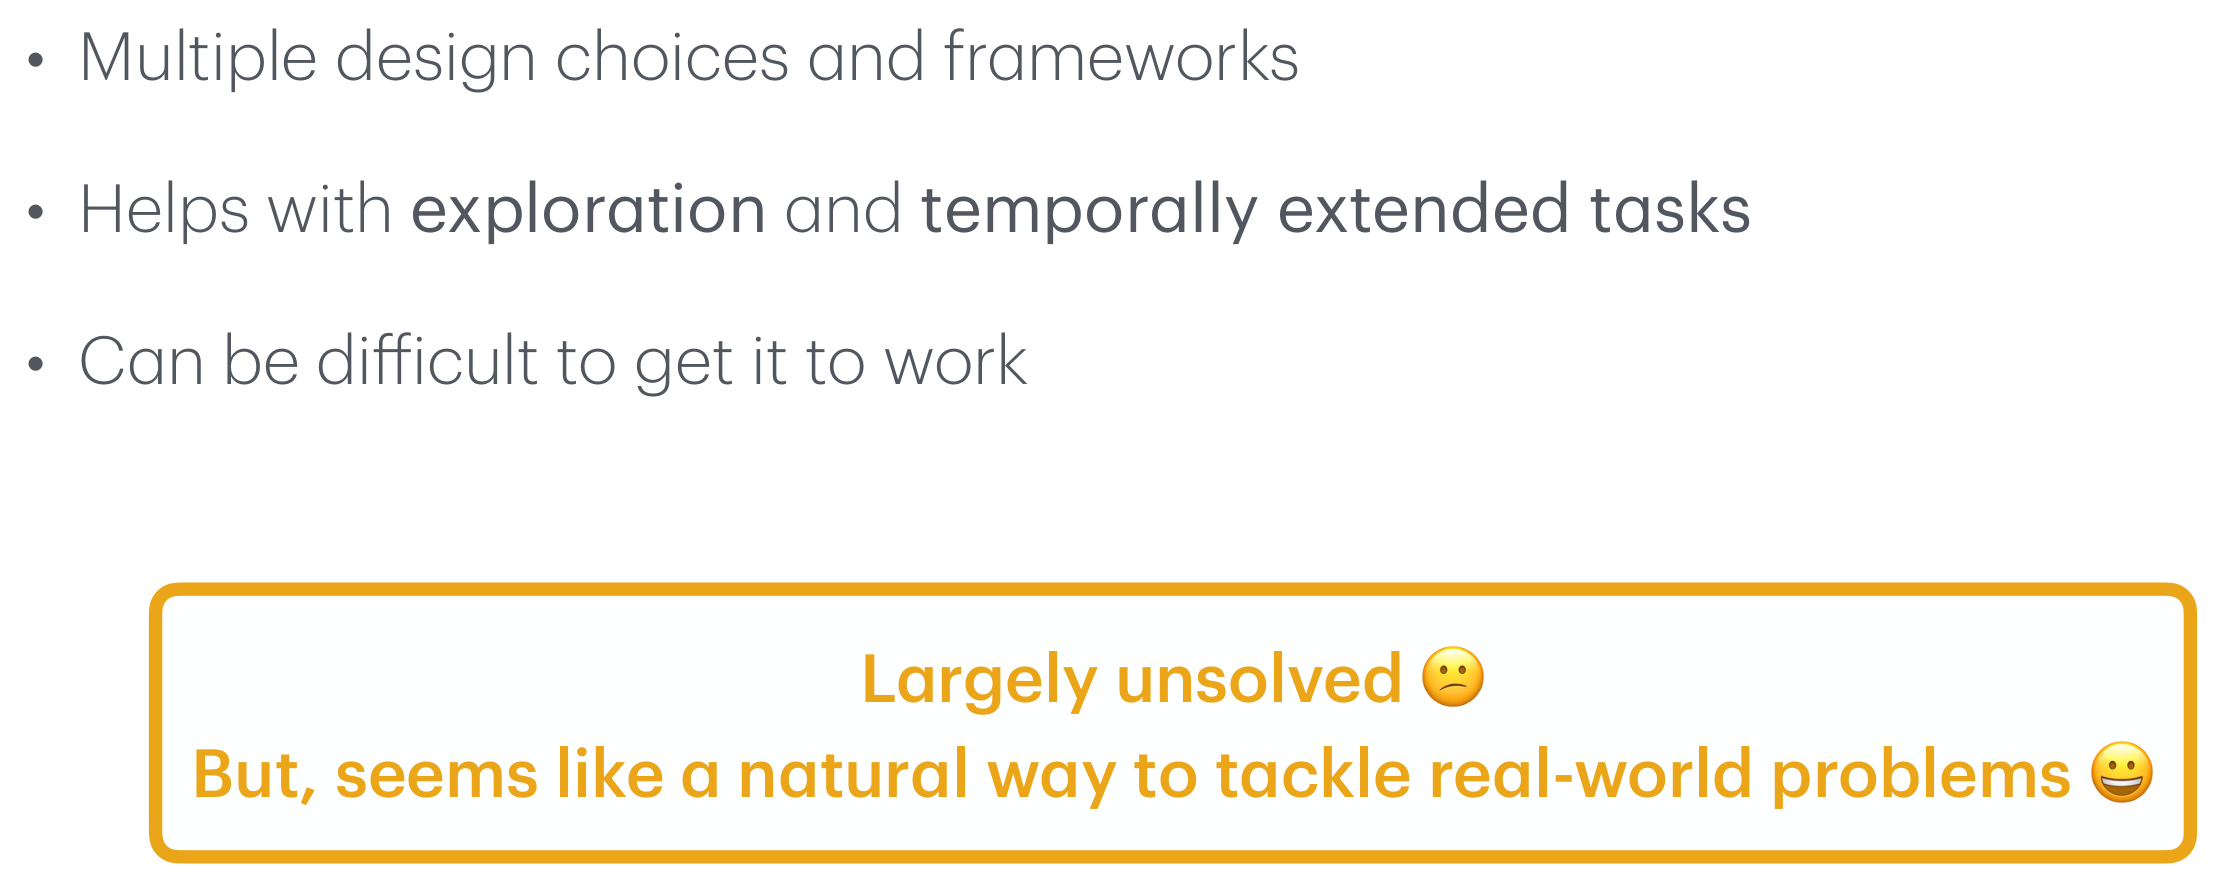 • Multiple design choices and frameworks
• Helps with exploration and temporally extended tasks
• Can be difficult to get it to work
Largely unsolved 😕
But, seems like a natural way to tackle real-world problems 😀